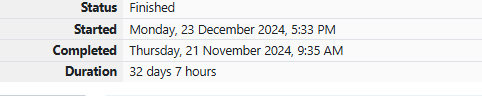 Status Finished
Started Monday, 23 December 2024, 5:33 PM
Completed Thursday, 21 November 2024, 9:35 AM
Duration 32 days 7 hours